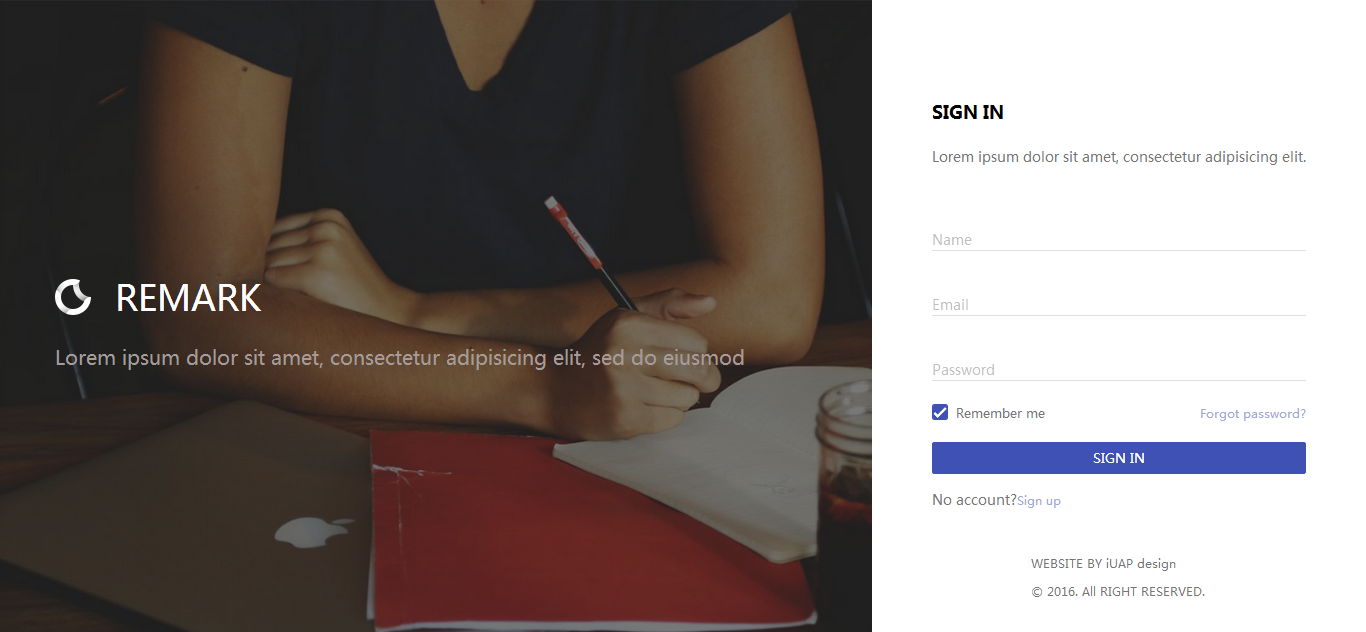 REMARK
Lorem ipsum dolor sit amet, consectetur adipisicing elit, sed do eiusmod
SIGN IN
Lorem ipsum dolor sit amet, consectetur adipisicing elit.
Name
Email
Password
Remember me Forgot password?
SIGN IN
No account?Sign up
WEBSITE BY iUAP design
© 2016. All RIGHT RESERVED.